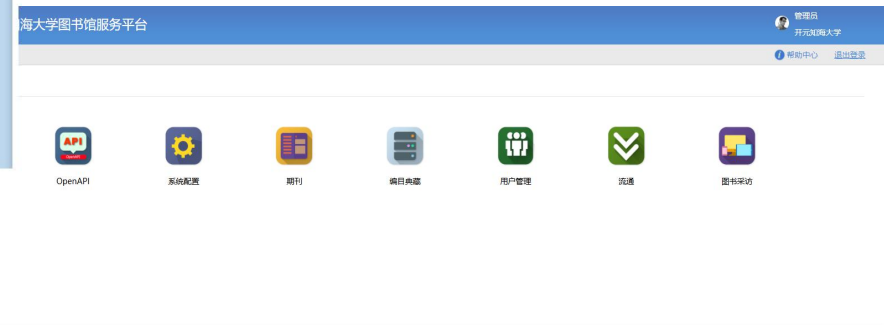 海大学图书馆服务平台
管理员
开元知海大学
帮助中心 退出登录
API
OpenAPI
OpenAPI 系统配置 期刊 编目典藏 用户管理 流通 图书采访